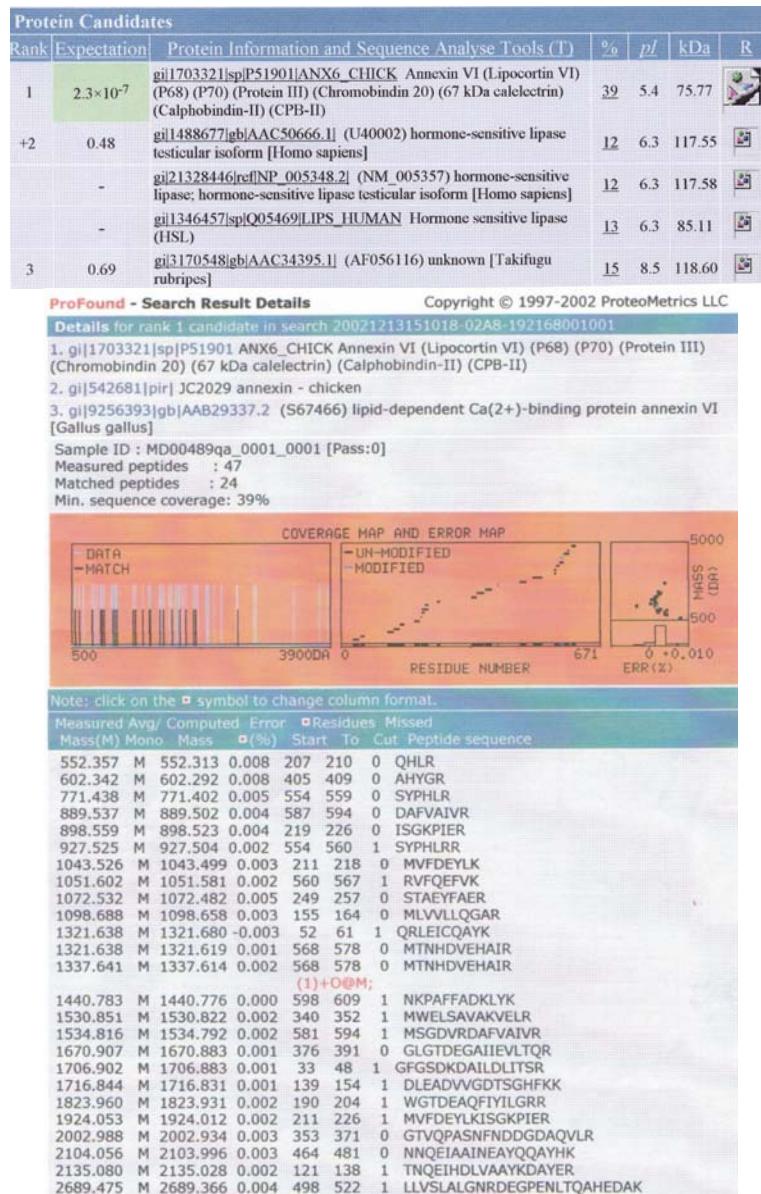 Protein Candidates
Rank Expectation Protein Information and Sequence Analyse Tools (T) % pI kDa R
1 2.3×10-7 gi|1703321|sp|P51901|ANX6_CHICK Annexin VI (Lipocortin VI)
(P68) (P70) (Protein III) (Chromobindin 20) (67 kDa calelectrin)
(Calphobindin-II) (CPB-II) 39 5.4 75.77
+2 0.48 gi|1488677|gb|AAC50666.1| (U40002) hormone-sensitive lipase
testicular isoform [Homo sapiens] 12 6.3 117.55
- gi|21328446|ref|NP_005348.2| (NM_005357) hormone-sensitive
lipase; hormone-sensitive lipase testicular isoform [Homo sapiens] 12 6.3 117.58
- gi|1346457|sp|Q05469|LIPS_HUMAN Hormone sensitive lipase
(HSL) 13 6.3 85.11
3 0.69 gi|3170548|gb|AAC34395.1| (AF056116) unknown [Takifugu
rubripes] 15 8.5 118.60
ProFound - Search Result Details Copyright © 1997-2002 ProteoMetrics LLC
Details for rank 1 candidate in search 20021213151018-02A8-192168001001
1. gi|1703321|sp|P51901 ANX6_CHICK Annexin VI (Lipocortin VI) (P68) (P70) (Protein III)
(Chromobindin 20) (67 kDa calelectrin) (Calphobindin-II) (CPB-II)
2. gi|542681|pir| JC2029 annexin - chicken
3. gi|9256393|gb|AAB29337.2 (S67466) lipid-dependent Ca(2+)-binding protein annexin VI
[Gallus gallus]
Sample ID : MD00489qa_0001_0001 [Pass:0]
Measured peptides : 47
Matched peptides : 24
Min. sequence coverage: 39%
COVERAGE MAP AND ERROR MAP
DATA
MATCH
500 3900DA
UN-MODIFIED
MODIFIED
0 671
RESIDUE NUMBER
5000
MASS (DA)
500
0 +0.010
ERR(%)
Note: click on the symbol to change column format.
Measured Avg/ Computed Error Residues Missed
Mass(M) Mono Mass (%) Start To Cut Peptide sequence
552.357 M 552.313 0.008 207 210 0 QHLR
602.342 M 602.292 0.008 405 409 0 AHYGR
771.438 M 771.402 0.005 554 559 0 SYPHLR
889.537 M 889.502 0.004 587 594 0 DAFVAIVR
898.559 M 898.523 0.004 219 226 0 ISGKPIER
927.525 M 927.504 0.002 554 560 1 SYPHLRR
1043.526 M 1043.499 0.003 211 218 0 MVFDEYLK
1051.602 M 1051.581 0.002 560 567 1 RVFQEFVK
1072.532 M 1072.482 0.005 249 257 0 STAEYFAER
1098.688 M 1098.658 0.003 155 164 0 MLVVLLQGAR
1321.638 M 1321.680 -0.003 52 61 1 QRLEICQAYK
1321.638 M 1321.619 0.001 568 578 0 MTNHDVEHAIR
1337.641 M 1337.614 0.002 568 578 0 MTNHDVEHAIR
(1)+O@M;
1440.783 M 1440.776 0.000 598 609 1 NKPAFFADKLYK
1530.851 M 1530.822 0.002 340 352 1 MWELSAVAKVELR
1534.816 M 1534.792 0.002 581 594 1 MSGDVRDAFVAIVR
1670.907 M 1670.883 0.001 376 391 0 GLGTDEGAIIEVLTQR
1706.902 M 1706.883 0.001 33 48 1 GFGSDKDAILDLITSR
1716.844 M 1716.831 0.001 139 154 1 DLEADVVGDTSGHFKK
1823.960 M 1823.931 0.002 190 204 1 WGTDEAQFIYILGRR
1924.053 M 1924.012 0.002 211 226 1 MVFDEYLKISGKPIER
2002.988 M 2002.934 0.003 353 371 0 GTVQPASNFNDDGDAQVLR
2104.056 M 2103.996 0.003 464 481 0 NNQEIAAINEAYQQAYHK
2135.080 M 2135.028 0.002 121 138 1 TNQEIHDLVAAYKDAYER
2689.475 M 2689.366 0.004 498 522 1 LLVSLALGNRDEGPENLTQAHEDAK